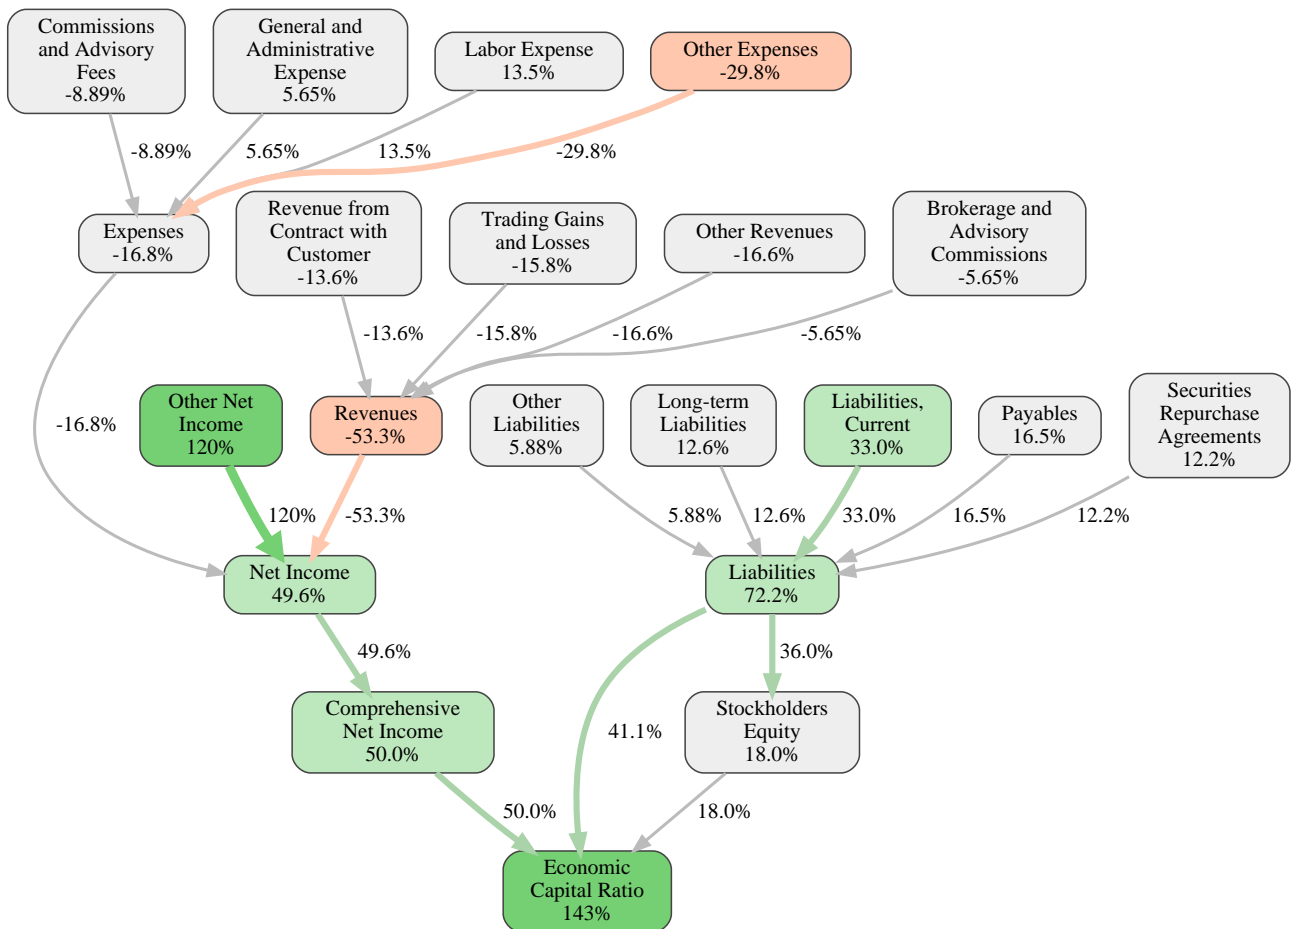 Commissions
and Advisory
Fees
-8.89%
General and
Administrative
Expense
5.65%
Labor Expense
13.5%
Other Expenses
-29.8%
-8.89%
5.65%
13.5%
-29.8%
Expenses
-16.8%
Revenue from
Contract with
Customer
-13.6%
Trading Gains
and Losses
-15.8%
Other Revenues
-16.6%
Brokerage and
Advisory
Commissions
-5.65%
-13.6%
-15.8%
-16.6%
-5.65%
-16.8%
Other Net
Income
120%
Revenues
-53.3%
Other
Liabilities
5.88%
Long-term
Liabilities
12.6%
Liabilities,
Current
33.0%
Payables
16.5%
Securities
Repurchase
Agreements
12.2%
120%
-53.3%
5.88%
12.6%
33.0%
16.5%
12.2%
Net Income
49.6%
Liabilities
72.2%
49.6%
36.0%
Comprehensive
Net Income
50.0%
41.1%
Stockholders
Equity
18.0%
50.0%
18.0%
Economic
Capital Ratio
143%